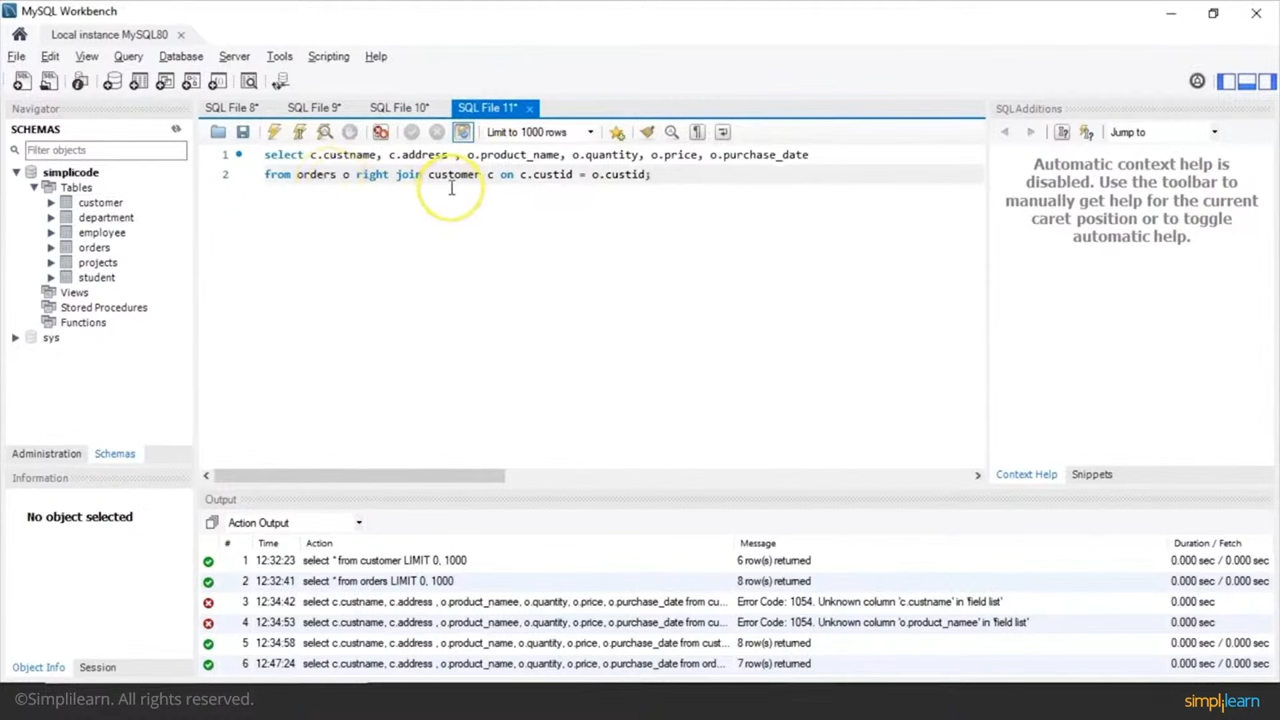 MySQL Workbench
Local instance MySQL80
File Edit View Query Database Server Tools Scripting Help
Navigator
SCHEMAS
Filter objects
simplicode
Tables
customer
department
employee
orders
projects
student
Views
Stored Procedures
Functions
sys
Administration Schemas
Information
No object selected
Object Info Session
SQL File 8* SQL File 9* SQL File 10* SQL File 11*
Limit to 1000 rows
1 select c.custname, c.address , o.product_name, o.quantity, o.price, o.purchase_date
2 from orders o right join customer c on c.custid = o.custid;
SQL Additions
Jump to
Automatic context help is
disabled. Use the toolbar to
manually get help for the current
caret position or to toggle
automatic help.
Context Help Snippets
Output
Action Output
# Time Action Message Duration / Fetch
1 12:32:23 select * from customer LIMIT 0, 1000 6 row(s) returned 0.000 sec / 0.000 sec
2 12:32:41 select * from orders LIMIT 0, 1000 8 row(s) returned 0.000 sec / 0.000 sec
3 12:34:42 select c.custname, c.address , o.product_namee, o.quantity, o.price, o.purchase_date from cu... Error Code: 1054. Unknown column 'c.custname' in 'field list' 0.000 sec
4 12:34:53 select c.custname, c.address , o.product_namee, o.quantity, o.price, o.purchase_date from cu... Error Code: 1054. Unknown column 'o.product_namee' in 'field list' 0.000 sec
5 12:34:58 select c.custname, c.address , o.product_name, o.quantity, o.price, o.purchase_date from cust... 8 row(s) returned 0.000 sec / 0.000 sec
6 12:47:24 select c.custname, c.address , o.product_name, o.quantity, o.price, o.purchase_date from ord... 7 row(s) returned 0.000 sec / 0.000 sec
©Simplilearn. All rights reserved.
simplilearn